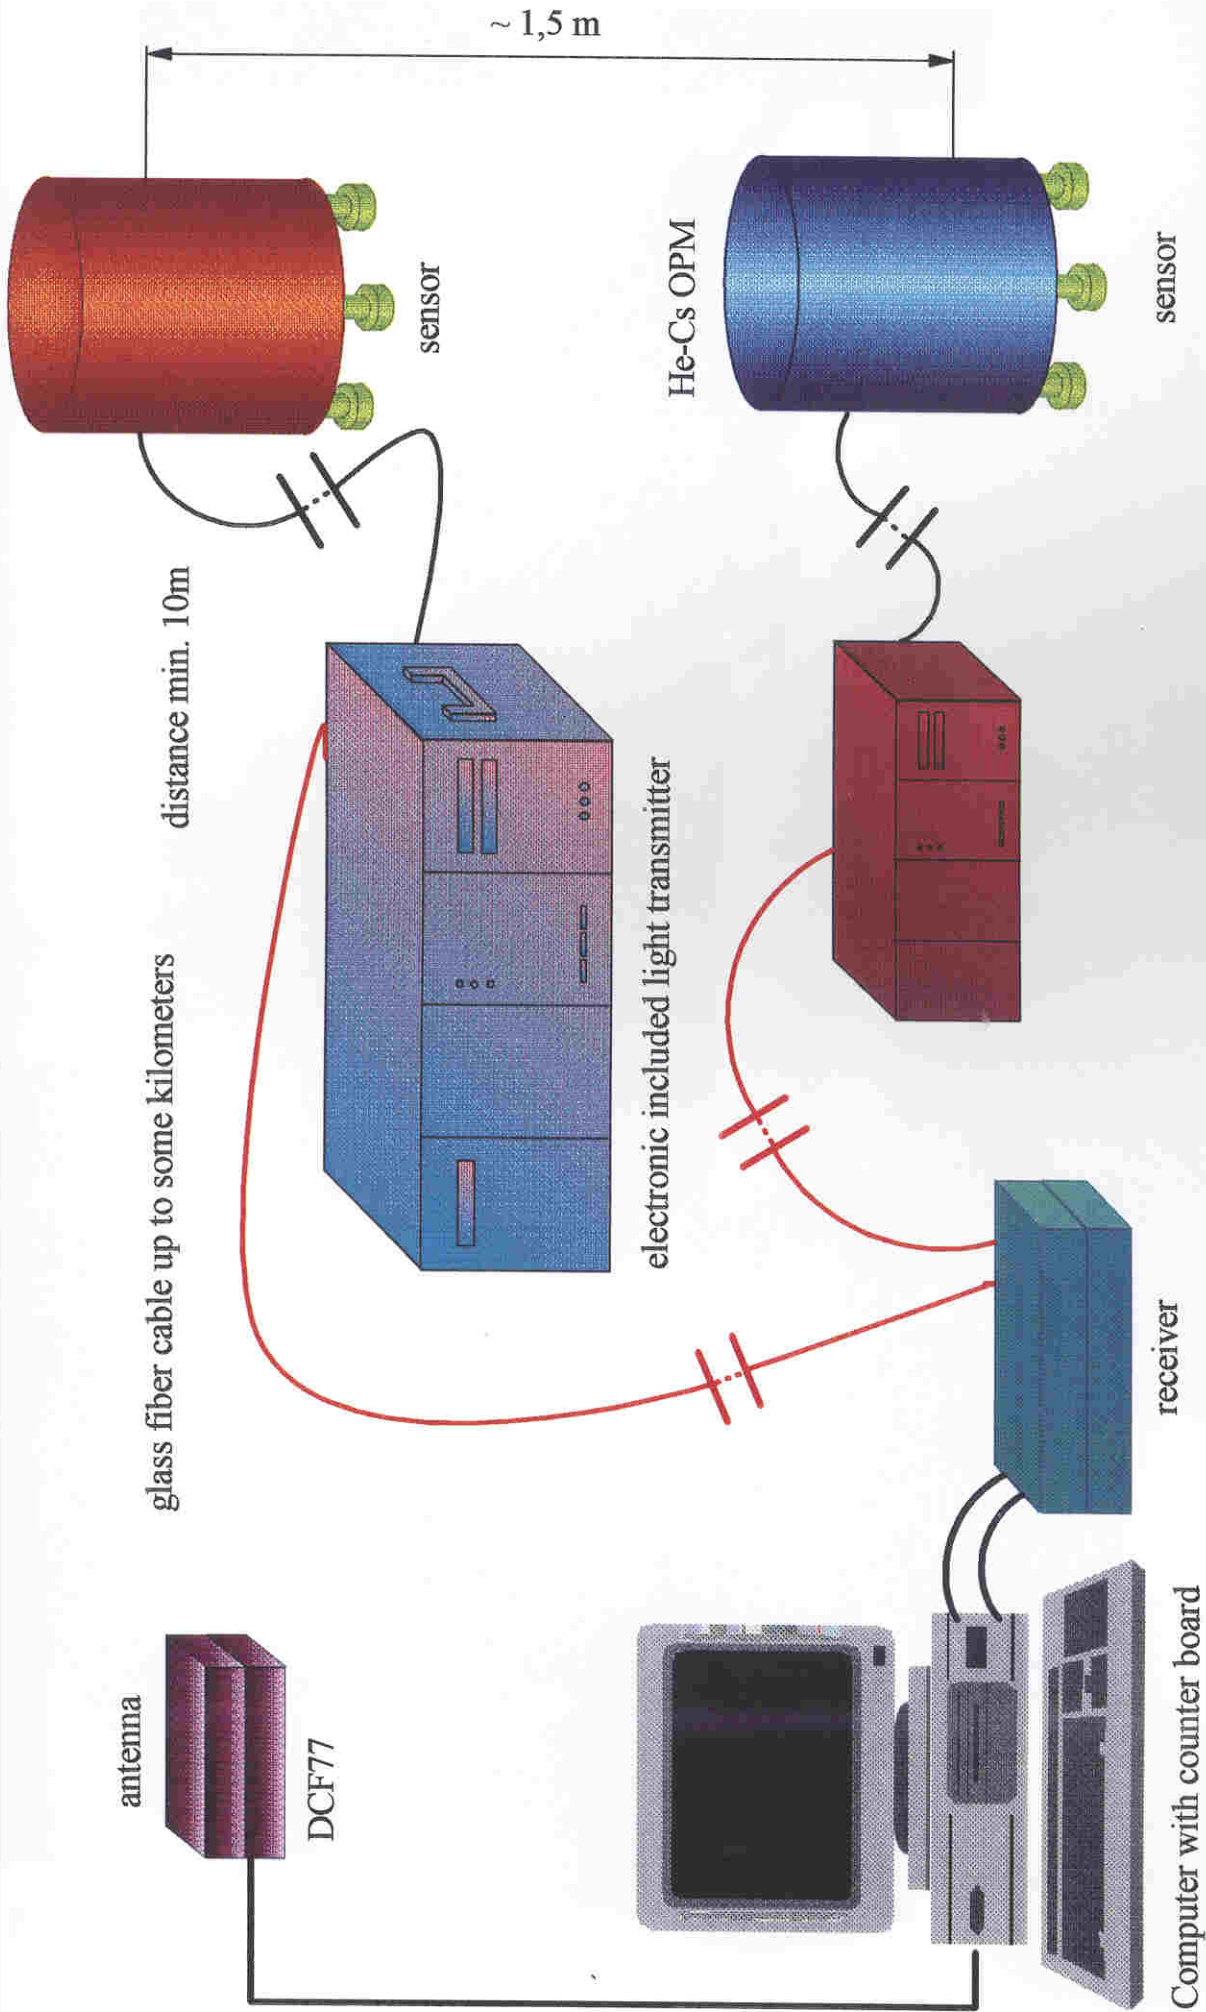 antenna
DCF77
glass fiber cable up to some kilometers
distance min. 10m
sensor
~ 1,5 m
electronic included light transmitter
He-Cs OPM
sensor
receiver
Computer with counter board